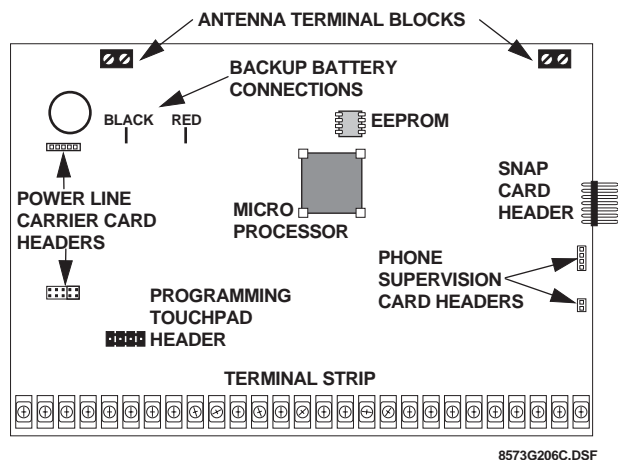 ANTENNA TERMINAL BLOCKS
BACKUP BATTERY
CONNECTIONS
BLACK RED
EEPROM
POWER LINE
CARRIER CARD
HEADERS
MICRO
PROCESSOR
SNAP
CARD
HEADER
PHONE
SUPERVISION
CARD HEADERS
PROGRAMMING
TOUCHPAD
HEADER
TERMINAL STRIP
8573G206C.DSF